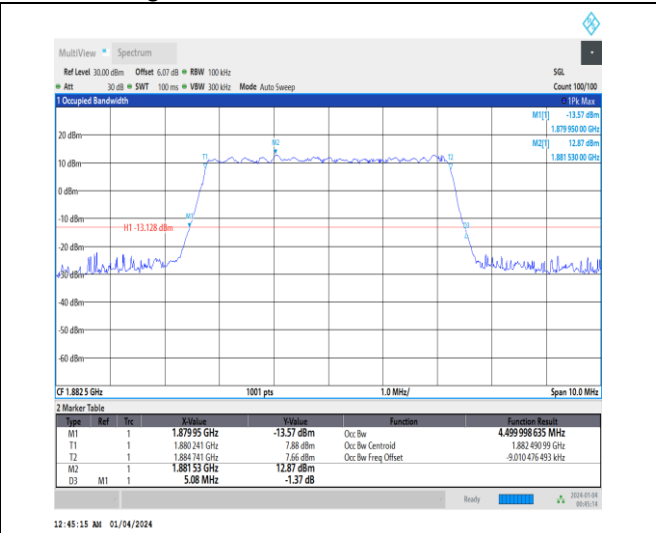 MultiView Spectrum
Ref Level 30.00 dBm Offset 6.07 dB RBW 100 kHz SGL
Att 30 dB SWT 100 ms VBW 300 kHz Mode Auto Sweep Count 100/100
1 Occupied Bandwidth 1Pk Max
M1[1] -13.57 dBm
1.879 950 00 GHz
20 dBm M2 M2[1] 12.87 dBm
T1 T2 1.881 530 00 GHz
10 dBm
0 dBm
-10 dBm M1
H1 -13.128 dBm D3
-20 dBm
-30 dBm
-40 dBm
-50 dBm
-60 dBm
CF 1.882 5 GHz 1001 pts 1.0 MHz/ Span 10.0 MHz
2 Marker Table
Type Ref Trc X-Value Y-Value Function Function Result
M1 1 1.879 95 GHz -13.57 dBm Occ Bw 4.499 998 635 MHz
T1 1 1.880 241 GHz 7.88 dBm Occ Bw Centroid 1.882 490 99 GHz
T2 1 1.884 741 GHz 7.66 dBm Occ Bw Freq Offset -9.010 476 493 kHz
M2 1 1.881 53 GHz 12.87 dBm
D3 M1 1 5.08 MHz -1.37 dB
Ready 2024-01-04
00:45:14
12:45:15 AM 01/04/2024